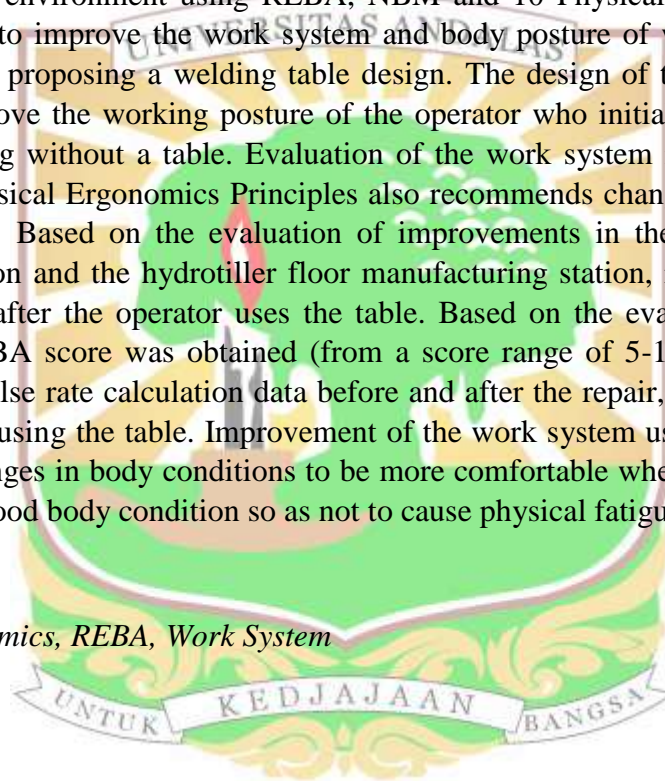 environment using REBA, NBM and 10 Physical
UNIVERSITAS ANDALAS
to improve the work system and body posture of
proposing a welding table design. The design of
ove the working posture of the operator who initia
g without a table. Evaluation of the work system
sical Ergonomics Principles also recommends chan
Based on the evaluation of improvements in the
on and the hydrotiller floor manufacturing station,
after the operator uses the table. Based on the eva
BA score was obtained (from a score range of 5-1
lse rate calculation data before and after the repair,
using the table. Improvement of the work system us
nges in body conditions to be more comfortable whe
ood body condition so as not to cause physical fatigu
mics, REBA, Work System
UNTUK KEDJAJAAN BANGSA